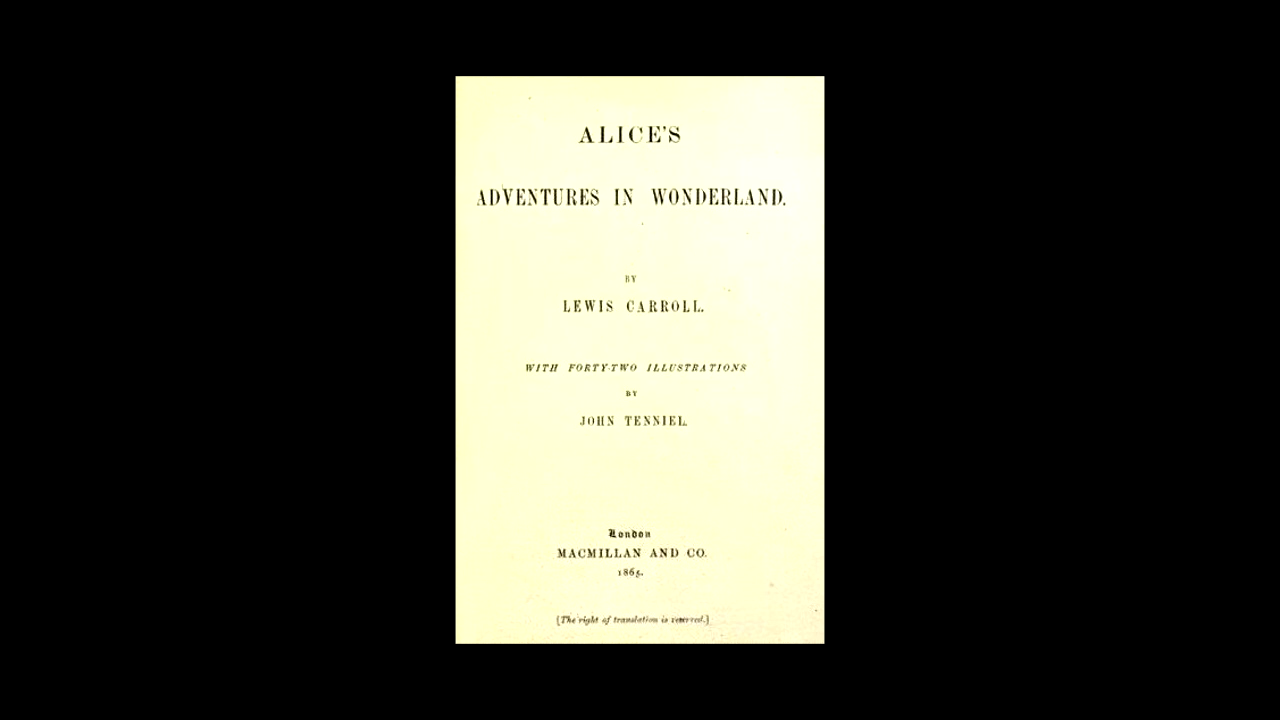 ALICE'S
ADVENTURES IN WONDERLAND.
BY
LEWIS CARROLL.
WITH FORTY-TWO ILLUSTRATIONS
BY
JOHN TENNIEL.
London
MACMILLAN AND CO.
1865.
[The right of translation is reserved.]